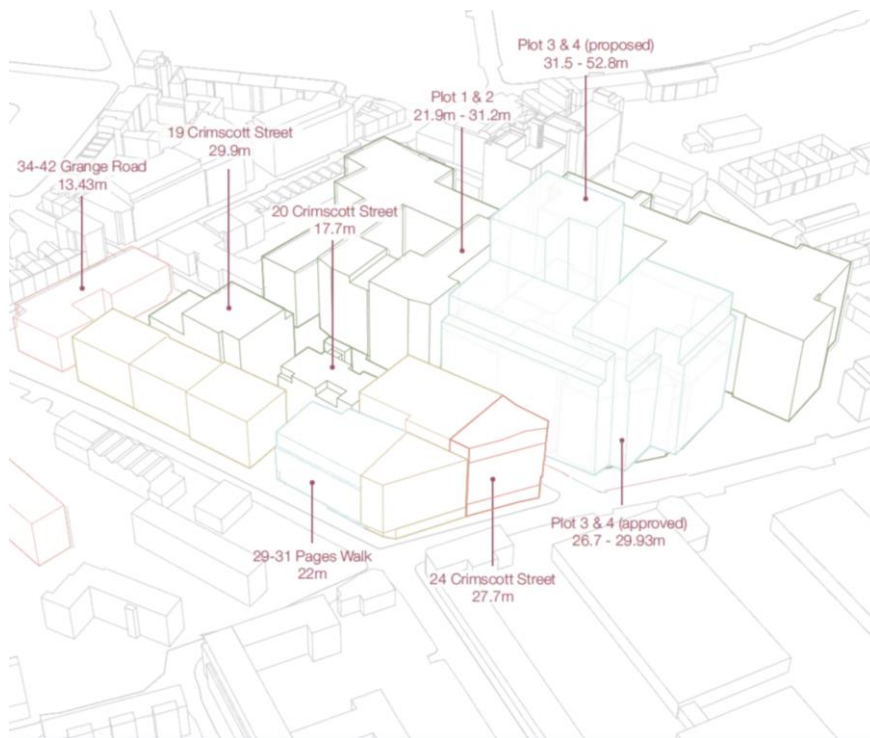 Plot 3 & 4 (proposed)
31.5 - 52.8m
Plot 1 & 2
21.9m - 31.2m
19 Crimscott Street
29.9m
34-42 Grange Road
13.43m
20 Crimscott Street
17.7m
Plot 3 & 4 (approved)
26.7 - 29.93m
29-31 Pages Walk
22m
24 Crimscott Street
27.7m